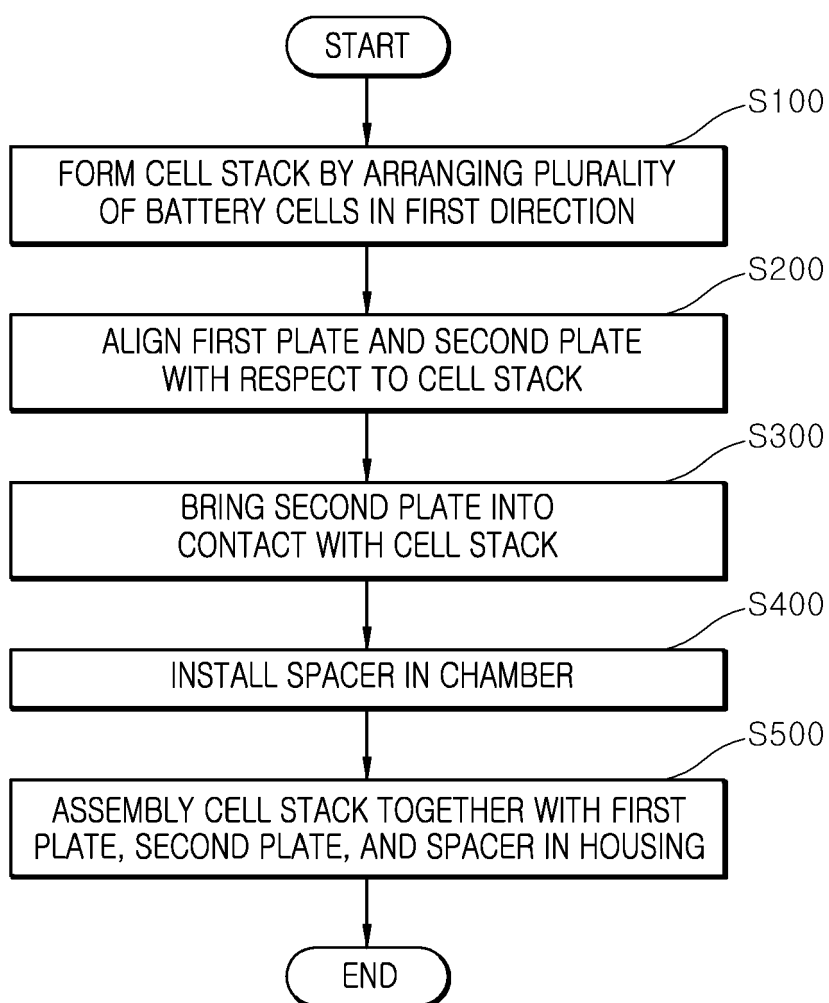 START
S100
FORM CELL STACK BY ARRANGING PLURALITY
OF BATTERY CELLS IN FIRST DIRECTION
S200
ALIGN FIRST PLATE AND SECOND PLATE
WITH RESPECT TO CELL STACK
S300
BRING SECOND PLATE INTO
CONTACT WITH CELL STACK
S400
INSTALL SPACER IN CHAMBER
S500
ASSEMBLY CELL STACK TOGETHER WITH FIRST
PLATE, SECOND PLATE, AND SPACER IN HOUSING
END